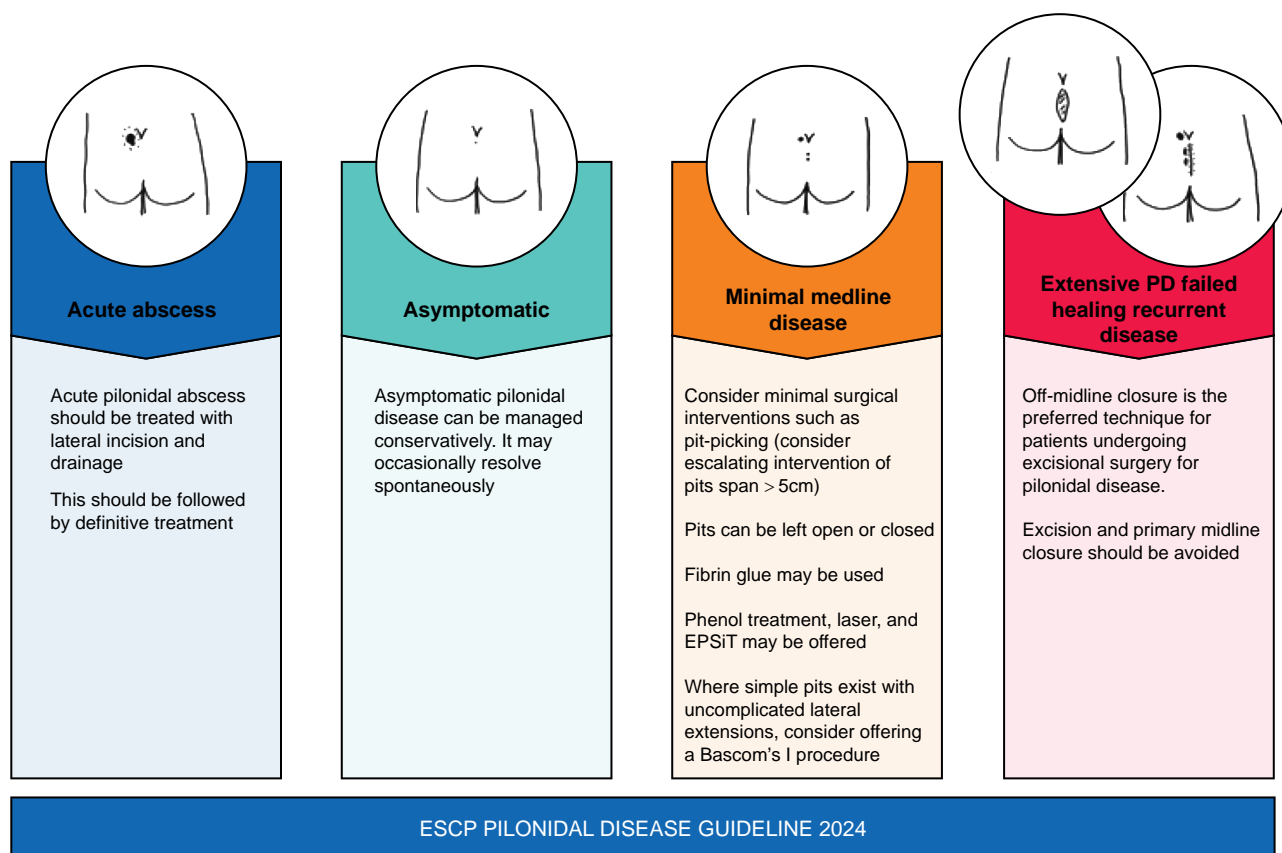 Acute abscess
Acute pilonidal abscess
should be treated with
lateral incision and
drainage
This should be followed
by definitive treatment
Asymptomatic
Asymptomatic pilonidal
disease can be managed
conservatively. It may
occasionally resolve
spontaneously
Minimal medline
disease
Consider minimal surgical
interventions such as
pit-picking (consider
escalating intervention of
pits span > 5cm)
Pits can be left open or closed
Fibrin glue may be used
Phenol treatment, laser, and
EPSiT may be offered
Where simple pits exist with
uncomplicated lateral
extensions, consider offering
a Bascom’s I procedure
Extensive PD failed
healing recurrent
disease
Off-midline closure is the
preferred technique for
patients undergoing
excisional surgery for
pilonidal disease.
Excision and primary midline
closure should be avoided
ESCP PILONIDAL DISEASE GUIDELINE 2024